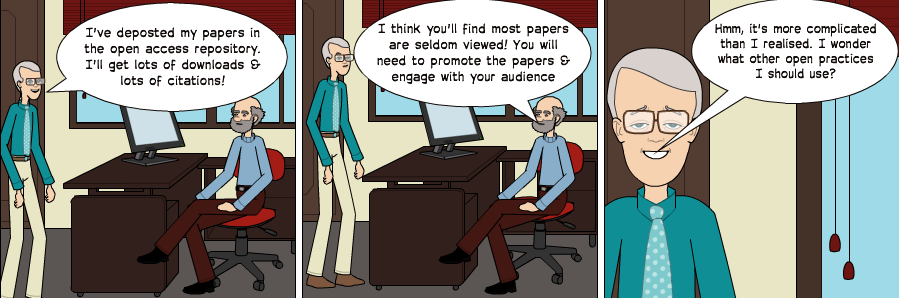 I've deposted my papers in
the open access repository.
I'll get lots of downloads &
lots of citations!
I think you'll find most papers
are seldom viewed! You will
need to promote the papers &
engage with your audience
Hmm, it's more complicated
than I realised. I wonder
what other open practices
I should use?